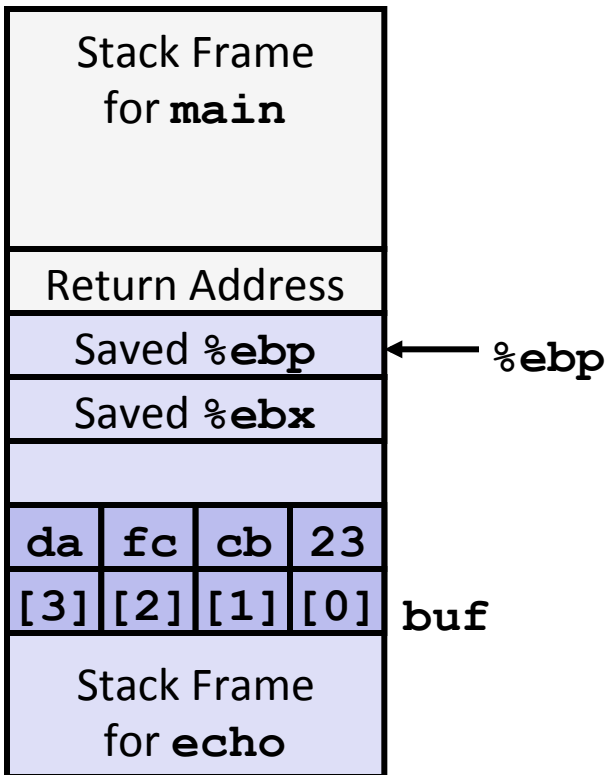 Stack Frame
for main
Return Address
Saved %ebp
%ebp
Saved %ebx
da fc cb 23
[3] [2] [1] [0] buf
Stack Frame
for echo